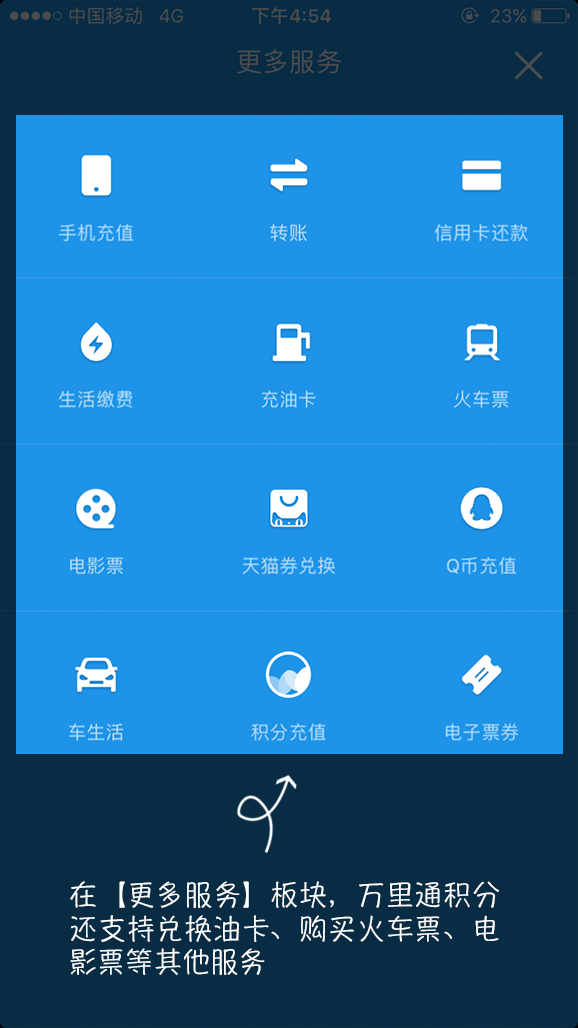 中国移动 4G 下午4:54 23%
更多服务
手机充值 转账 信用卡还款
生活缴费 充油卡 火车票
电影票 天猫券兑换 Q币充值
车生活 积分充值 电子票券
在【更多服务】板块，万里通积分
还支持兑换油卡、购买火车票、电
影票等其他服务